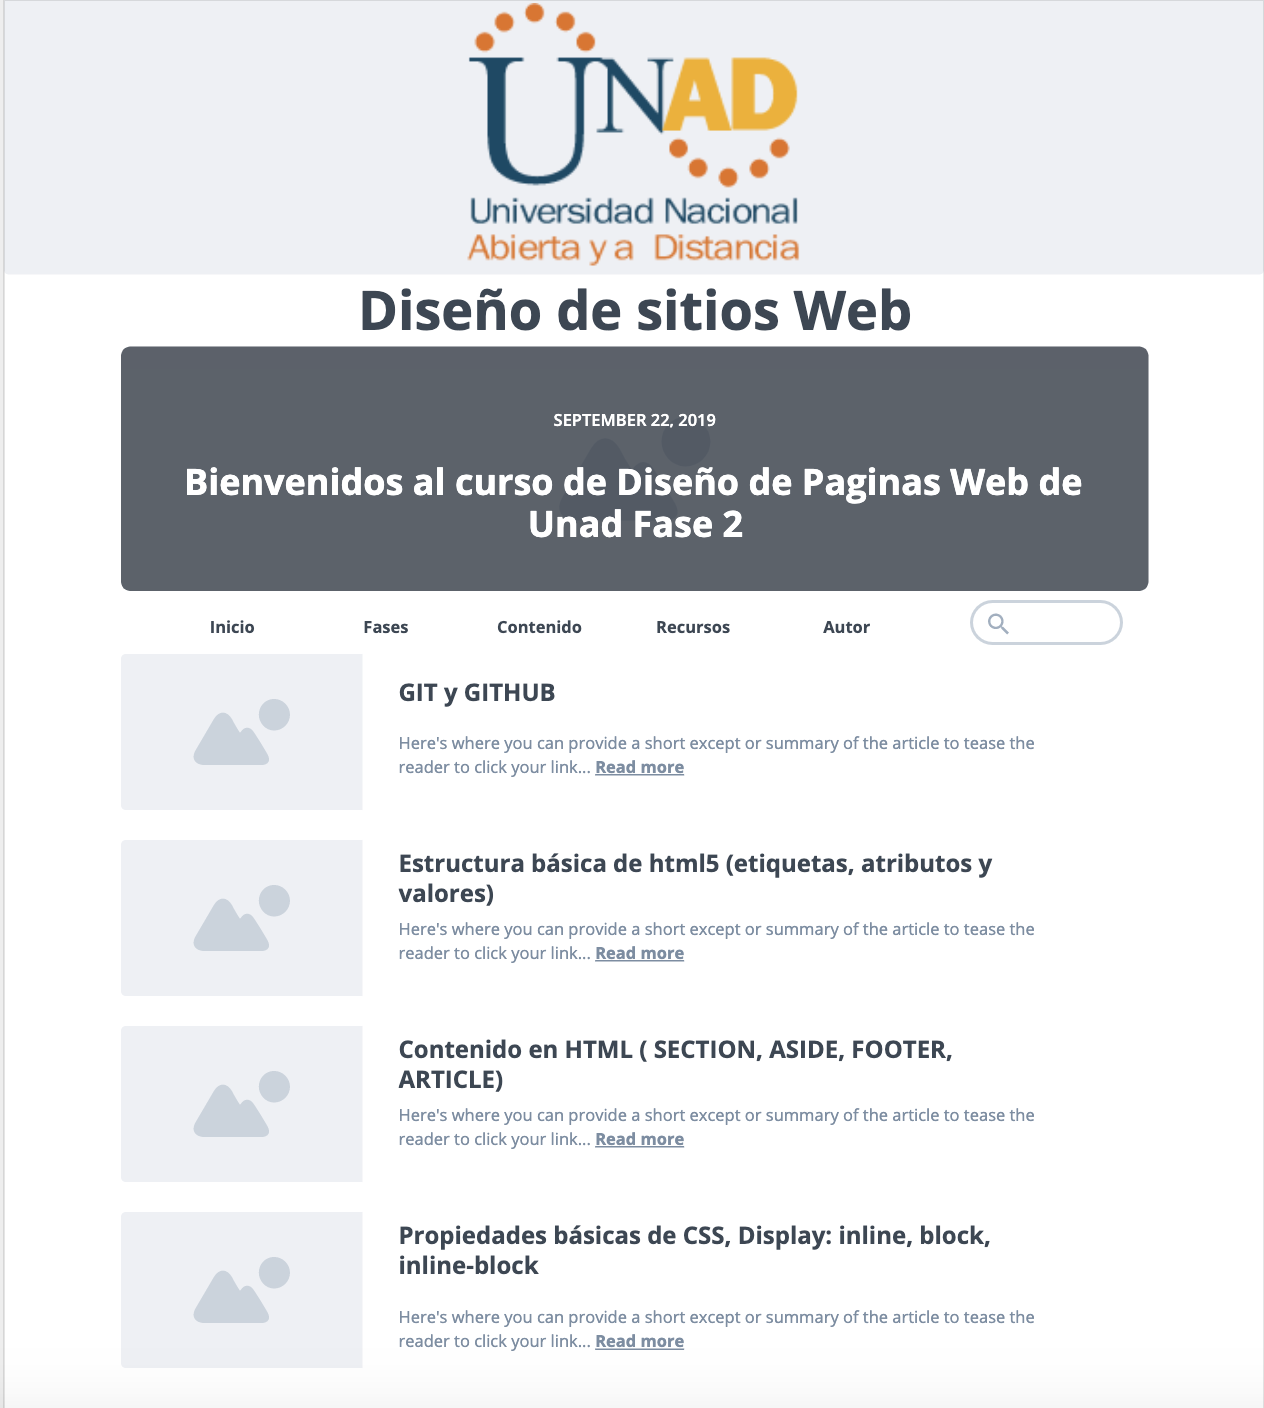 UNAD
Universidad Nacional
Abierta y a Distancia
Diseño de sitios Web
SEPTEMBER 22, 2019
Bienvenidos al curso de Diseño de Paginas Web de
Unad Fase 2
Inicio Fases Contenido Recursos Autor
GIT y GITHUB
Here's where you can provide a short except or summary of the article to tease the
reader to click your link... Read more
Estructura básica de html5 (etiquetas, atributos y
valores)
Here's where you can provide a short except or summary of the article to tease the
reader to click your link... Read more
Contenido en HTML ( SECTION, ASIDE, FOOTER,
ARTICLE)
Here's where you can provide a short except or summary of the article to tease the
reader to click your link... Read more
Propiedades básicas de CSS, Display: inline, block,
inline-block
Here's where you can provide a short except or summary of the article to tease the
reader to click your link... Read more